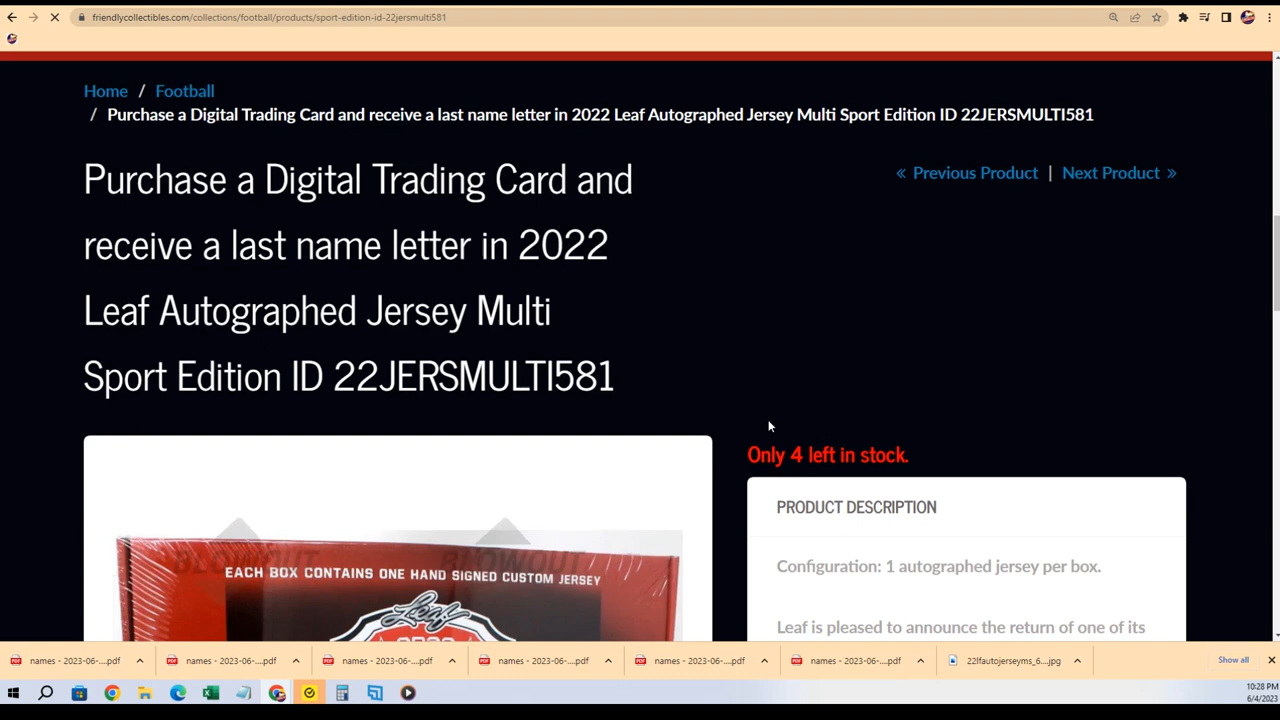 friendlycollectibles.com/collections/football/products/sport-edition-id-22jersmulti581
Home / Football
/ Purchase a Digital Trading Card and receive a last name letter in 2022 Leaf Autographed Jersey Multi Sport Edition ID 22JERSMULTI581
Purchase a Digital Trading Card and
receive a last name letter in 2022
Leaf Autographed Jersey Multi
Sport Edition ID 22JERSMULTI581
« Previous Product | Next Product »
Only 4 left in stock.
PRODUCT DESCRIPTION
Configuration: 1 autographed jersey per box.
Leaf is pleased to announce the return of one of its
BLOWOUT BLOWOUT
EACH BOX CONTAINS ONE HAND SIGNED CUSTOM JERSEY
Leaf
names - 2023-06-....pdf names - 2023-06-....pdf names - 2023-06-....pdf names - 2023-06-....pdf names - 2023-06-....pdf names - 2023-06-....pdf 22lfautojerseyms_6....jpg Show all
10:28 PM
6/4/2023